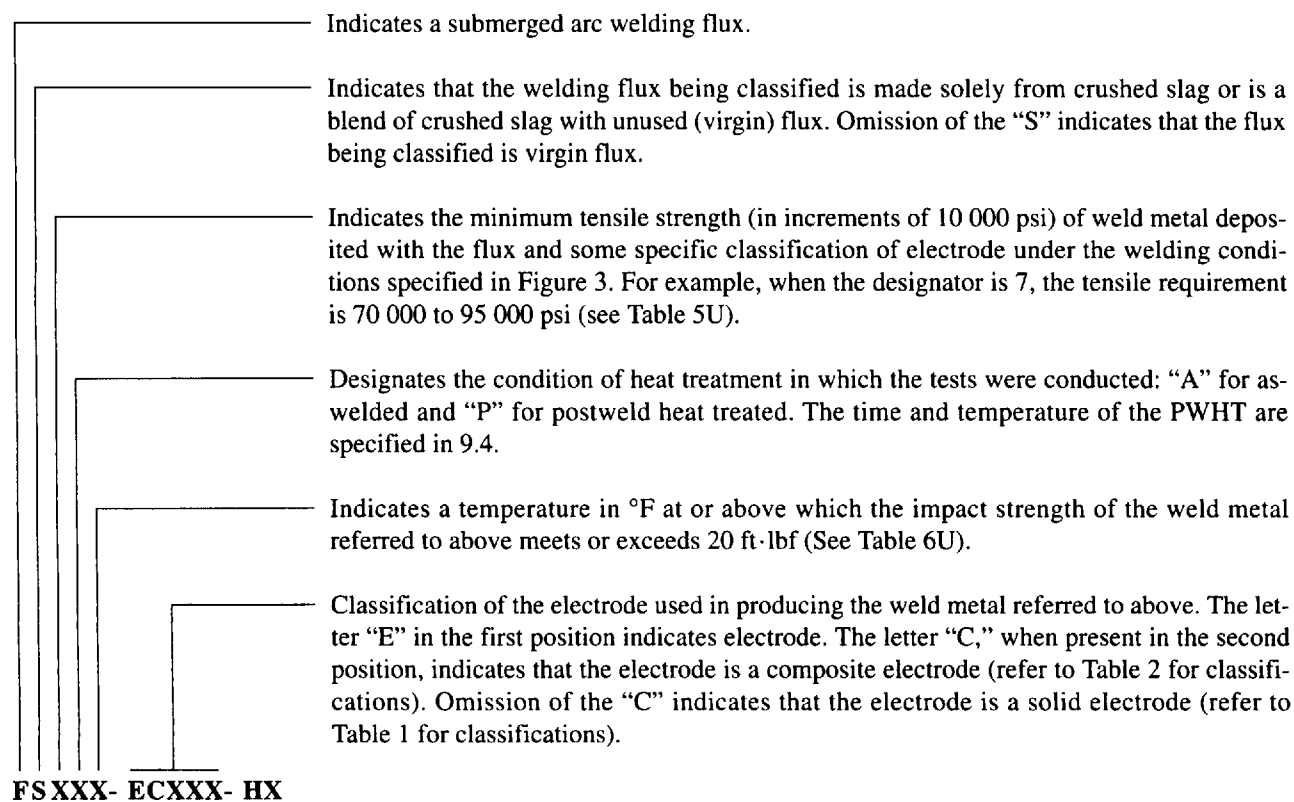 Indicates a submerged arc welding flux.
Indicates that the welding flux being classified is made solely from crushed slag or is a
blend of crushed slag with unused (virgin) flux. Omission of the “S” indicates that the flux
being classified is virgin flux.
Indicates the minimum tensile strength (in increments of 10 000 psi) of weld metal depos-
ited with the flux and some specific classification of electrode under the welding condi-
tions specified in Figure 3. For example, when the designator is 7, the tensile requirement
is 70 000 to 95 000 psi (see Table 5U).
Designates the condition of heat treatment in which the tests were conducted: “A” for as-
welded and “P” for postweld heat treated. The time and temperature of the PWHT are
specified in 9.4.
Indicates a temperature in °F at or above which the impact strength of the weld metal
referred to above meets or exceeds 20 ft·lbf (See Table 6U).
Classification of the electrode used in producing the weld metal referred to above. The let-
ter “E” in the first position indicates electrode. The letter “C,” when present in the second
position, indicates that the electrode is a composite electrode (refer to Table 2 for classifi-
cations). Omission of the “C” indicates that the electrode is a solid electrode (refer to
Table 1 for classifications).
FSXXX- ECXXX- HX